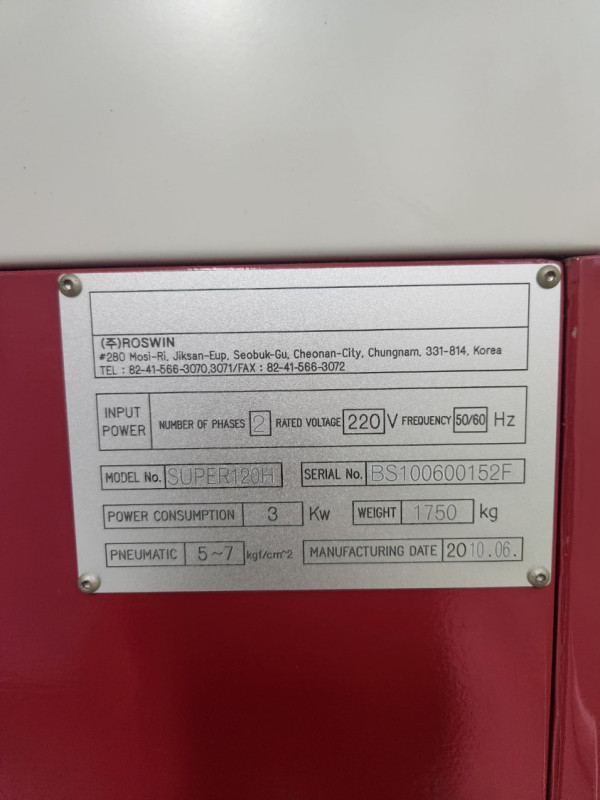 (주)ROSWIN
#280 Mosi-Ri, Jiksan-Eup, Seobuk-Gu, Cheonan-City, Chungnam, 331-814, Korea
TEL : 82-41-566-3070,3071/FAX : 82-41-566-3072
INPUT POWER NUMBER OF PHASES 2 RATED VOLTAGE 220 V FREQUENCY 50/60 Hz
MODEL No. SUPER120H SERIAL No. BS100600152F
POWER CONSUMPTION 3 Kw WEIGHT 1750 kg
PNEUMATIC 5~7 kgf/cm^2 MANUFACTURING DATE 2010.06.